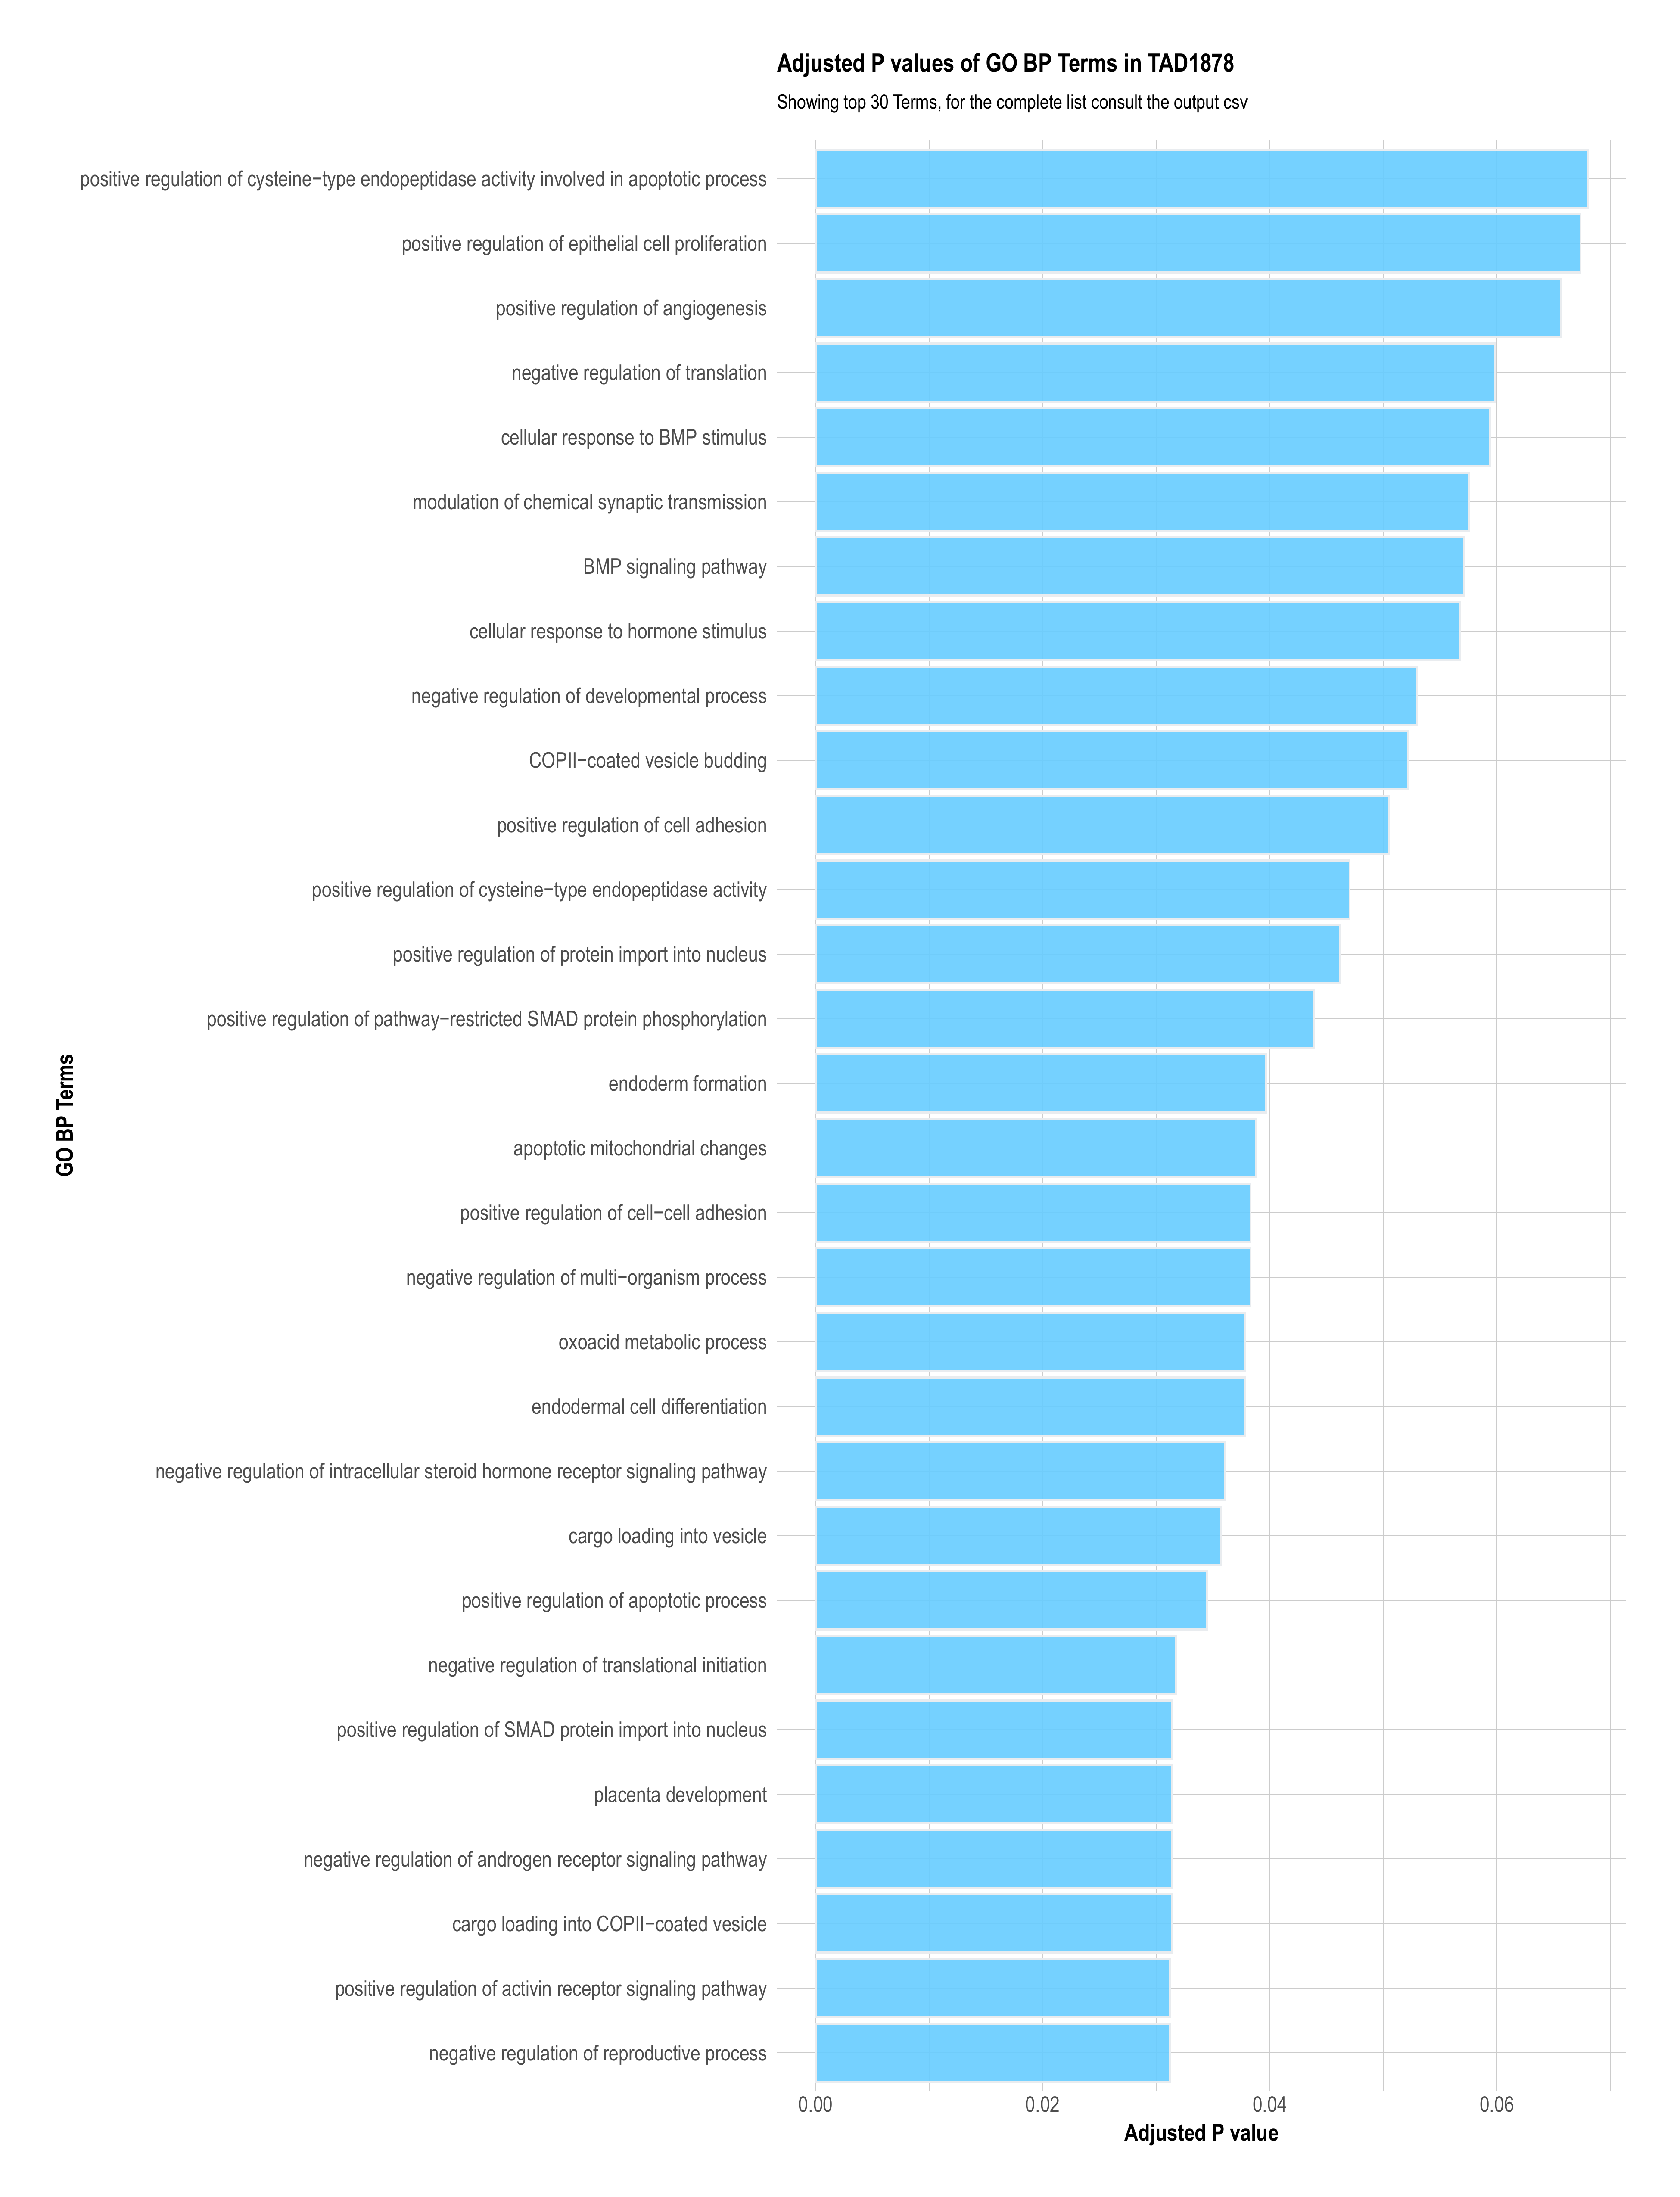 Adjusted P values of GO BP Terms in TAD1878
Showing top 30 Terms, for the complete list consult the output csv
positive regulation of cysteine−type endopeptidase activity involved in apoptotic process
positive regulation of epithelial cell proliferation
positive regulation of angiogenesis
negative regulation of translation
cellular response to BMP stimulus
modulation of chemical synaptic transmission
BMP signaling pathway
cellular response to hormone stimulus
negative regulation of developmental process
COPII−coated vesicle budding
positive regulation of cell adhesion
positive regulation of cysteine−type endopeptidase activity
positive regulation of protein import into nucleus
positive regulation of pathway−restricted SMAD protein phosphorylation
endoderm formation
apoptotic mitochondrial changes
positive regulation of cell−cell adhesion
negative regulation of multi−organism process
oxoacid metabolic process
endodermal cell differentiation
negative regulation of intracellular steroid hormone receptor signaling pathway
cargo loading into vesicle
positive regulation of apoptotic process
negative regulation of translational initiation
positive regulation of SMAD protein import into nucleus
placenta development
negative regulation of androgen receptor signaling pathway
cargo loading into COPII−coated vesicle
positive regulation of activin receptor signaling pathway
negative regulation of reproductive process
GO BP Terms
0.00 0.02 0.04 0.06
Adjusted P value